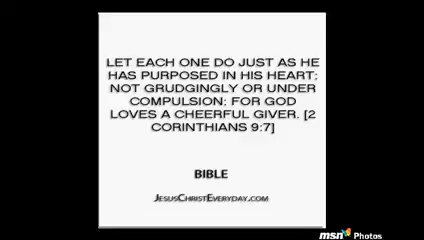 LET EACH ONE DO JUST AS HE
HAS PURPOSED IN HIS HEART;
NOT GRUDGINGLY OR UNDER
COMPULSION; FOR GOD
LOVES A CHEERFUL GIVER. [2
CORINTHIANS 9:7]
BIBLE
JESUSCHRISTEVERYDAY.COM
msn Photos